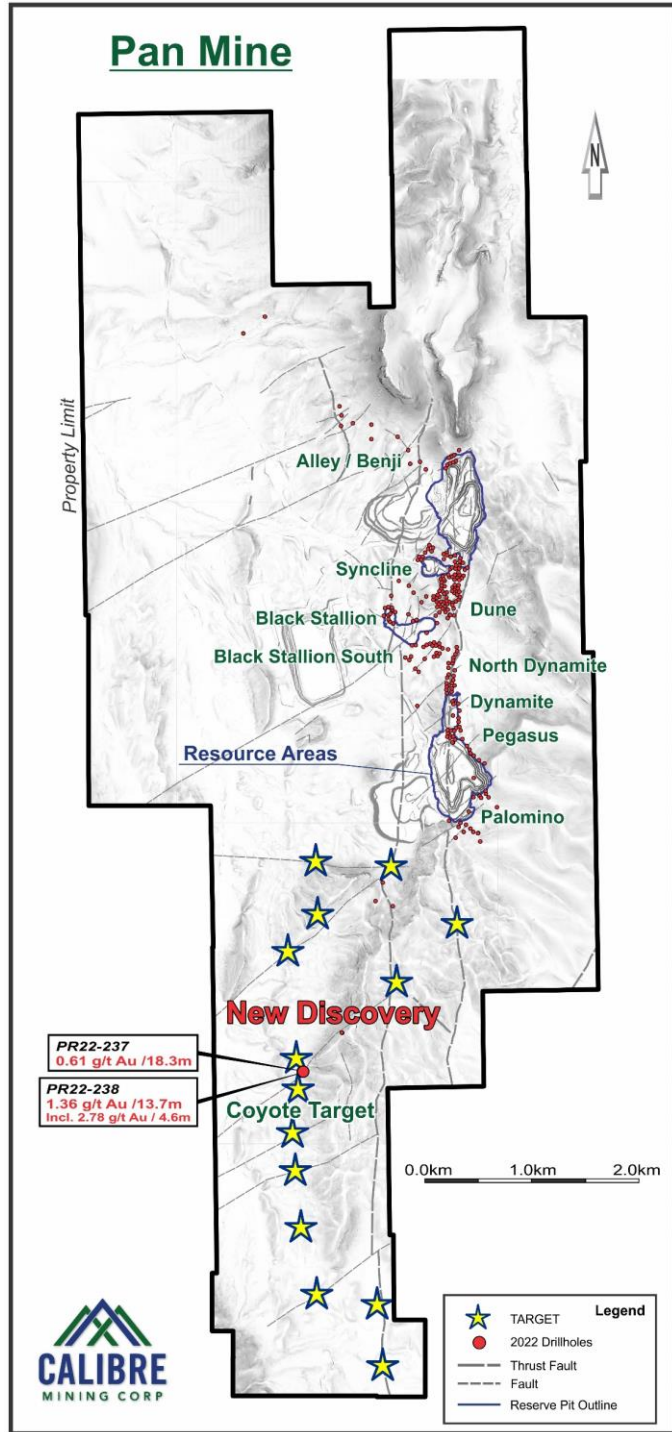 Pan Mine
N
Property Limit
Alley / Benji
Syncline
Dune
Black Stallion
Black Stallion South
North Dynamite
Dynamite
Pegasus
Resource Areas
Palomino
New Discovery
PR22-237
0.61 g/t Au /18.3m
PR22-238
1.36 g/t Au /13.7m
Incl. 2.78 g/t Au / 4.6m
Coyote Target
0.0km 1.0km 2.0km
Legend
TARGET
2022 Drillholes
Thrust Fault
Fault
Reserve Pit Outline
CALIBRE
MINING CORP